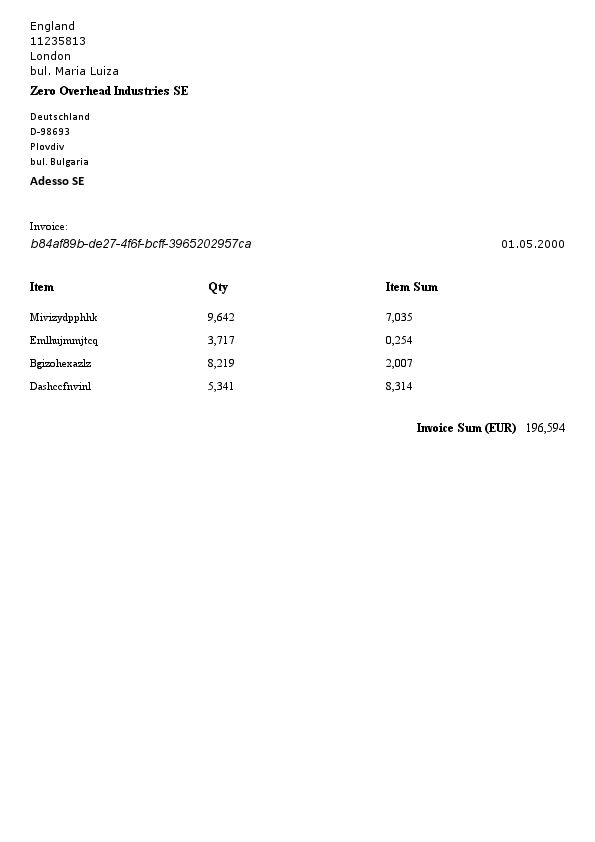 England
11235813
London
bul. Maria Luiza
Zero Overhead Industries SE
Deutschland
D-98693
Plovdiv
bul. Bulgaria
Adesso SE
Invoice:
b84af89b-de27-4f6f-bcff-3965202957ca 01.05.2000
Item Qty Item Sum
Mivizydpphhk 9,642 7,035
Emlhujmmjtcq 3,717 0,254
Bgizohexazlz 8,219 2,007
Dasheefnvinl 5,341 8,314
Invoice Sum (EUR) 196,594